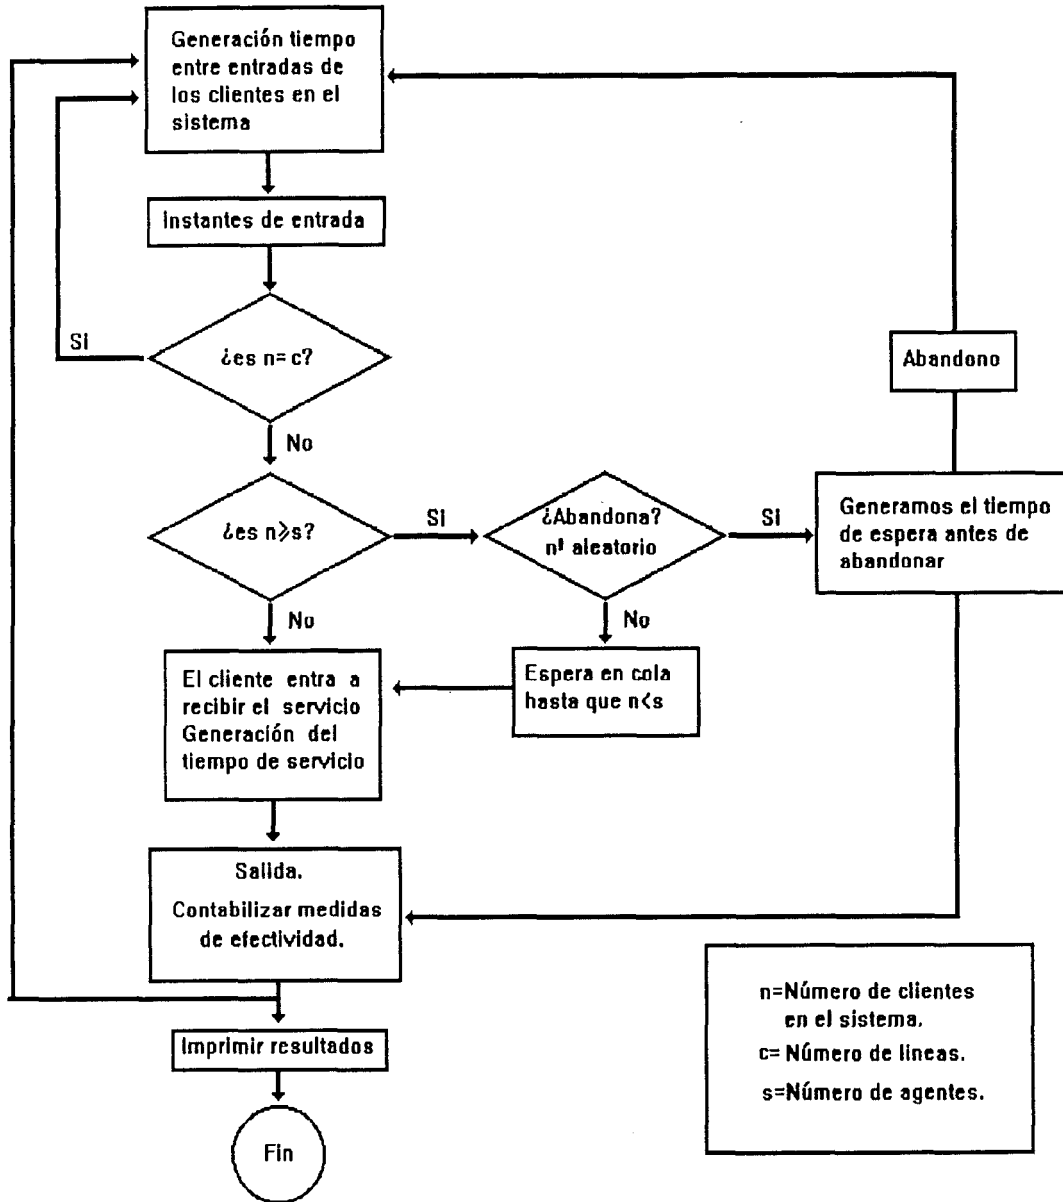 Generación tiempo
entre entradas de
los clientes en el
sistema
Instantes de entrada
¿es n=c?
Si
No
¿es n≥s?
Si
¿Abandona?
nº aleatorio
Si
Generamos el tiempo
de espera antes de
abandonar
Abandono
No
No
El cliente entra a
recibir el servicio
Generación del
tiempo de servicio
Espera en cola
hasta que n<s
Salida.
Contabilizar medidas
de efectividad.
Imprimir resultados
Fin
n=Número de clientes
en el sistema.
c= Número de lineas.
s=Número de agentes.